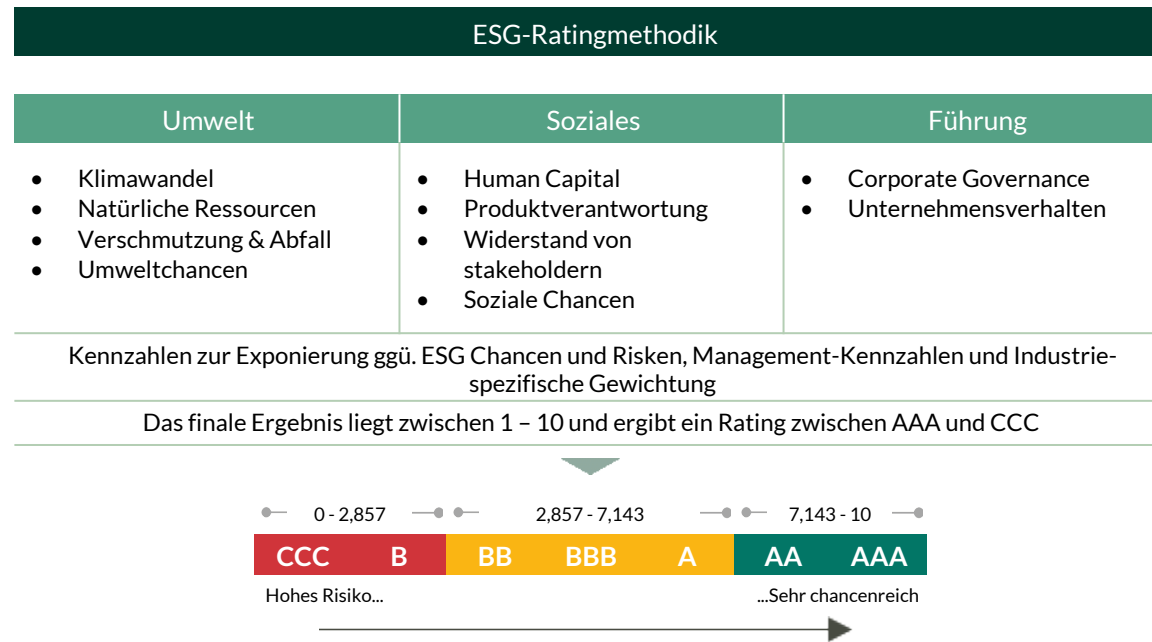 ESG-Ratingmethodik
Umwelt
Soziales
Führung
• Klimawandel
• Natürliche Ressourcen
• Verschmutzung & Abfall
• Umweltchancen
• Human Capital
• Produktverantwortung
• Widerstand von
stakeholdern
• Soziale Chancen
• Corporate Governance
• Unternehmensverhalten
Kennzahlen zur Exponierung ggü. ESG Chancen und Risken, Management-Kennzahlen und Industrie-
spezifische Gewichtung
Das finale Ergebnis liegt zwischen 1 – 10 und ergibt ein Rating zwischen AAA und CCC
0 - 2,857
2,857 - 7,143
7,143 - 10
CCC B BB BBB A AA AAA
Hohes Risiko...
...Sehr chancenreich